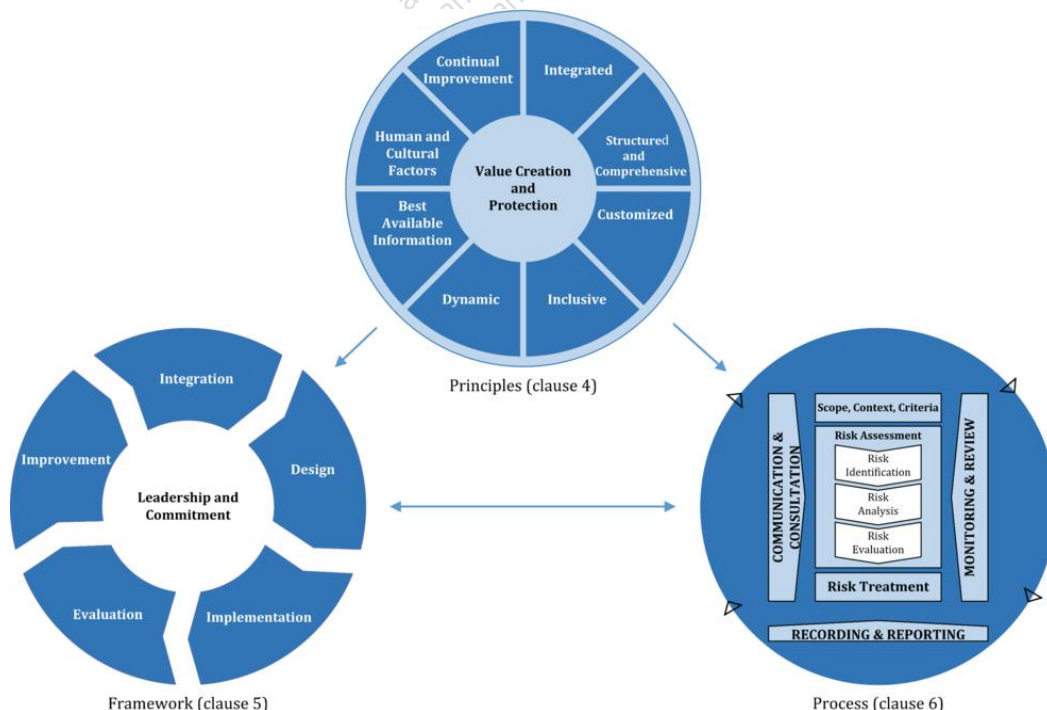 Continual
Improvement
Integrated
Human and
Cultural
Factors
Structured
and
Comprehensive
Value Creation
and
Protection
Best
Available
Information
Customized
Dynamic
Inclusive
Principles (clause 4)
Integration
Improvement
Design
Leadership and
Commitment
Evaluation
Implementation
Framework (clause 5)
Scope, Context, Criteria
Risk Assessment
Risk
Identification
Risk
Analysis
Risk
Evaluation
Risk Treatment
COMMUNICATION &
CONSULTATION
MONITORING & REVIEW
RECORDING & REPORTING
Process (clause 6)